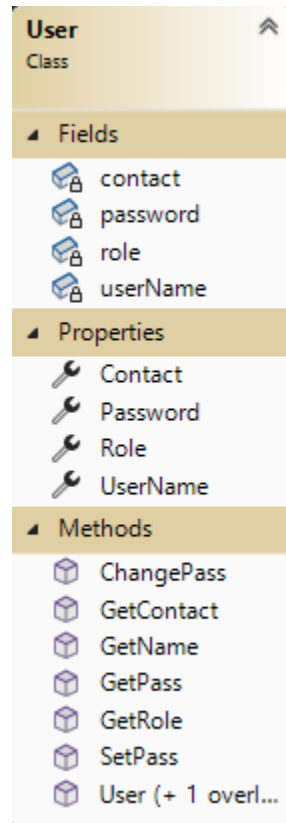 User
Class
Fields
contact
password
role
userName
Properties
Contact
Password
Role
UserName
Methods
ChangePass
GetContact
GetName
GetPass
GetRole
SetPass
User (+ 1 overl...